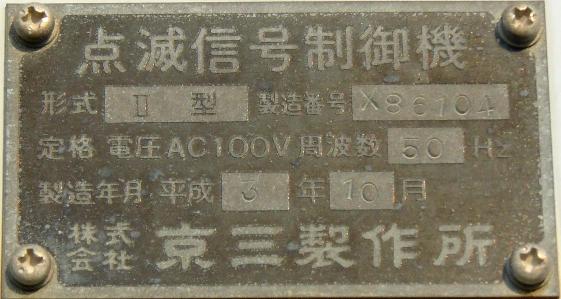 点滅信号制御機
形式 Ⅱ 型 製造番号 X86104
定格 電圧AC100V 周波数 50 Hz
製造年月 平成 3 年 10 月
株式会社 京三製作所